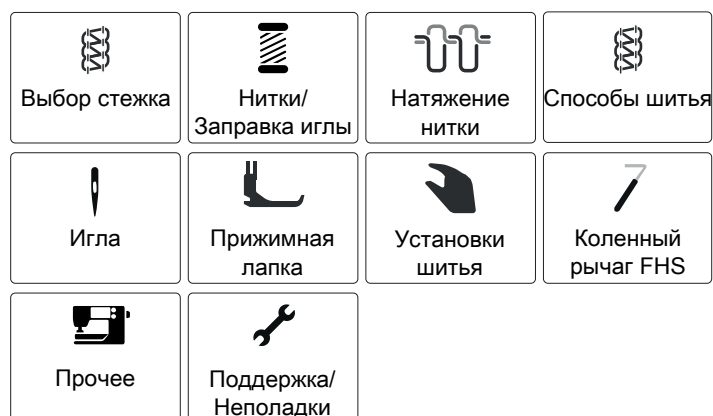 Выбор стежка
Нитки/
Заправка иглы
Натяжение
нитки
Способы шитья
Игла
Прижимная
лапка
Установки
шитья
Коленный
рычаг FHS
Прочее
Поддержка/
Неполадки